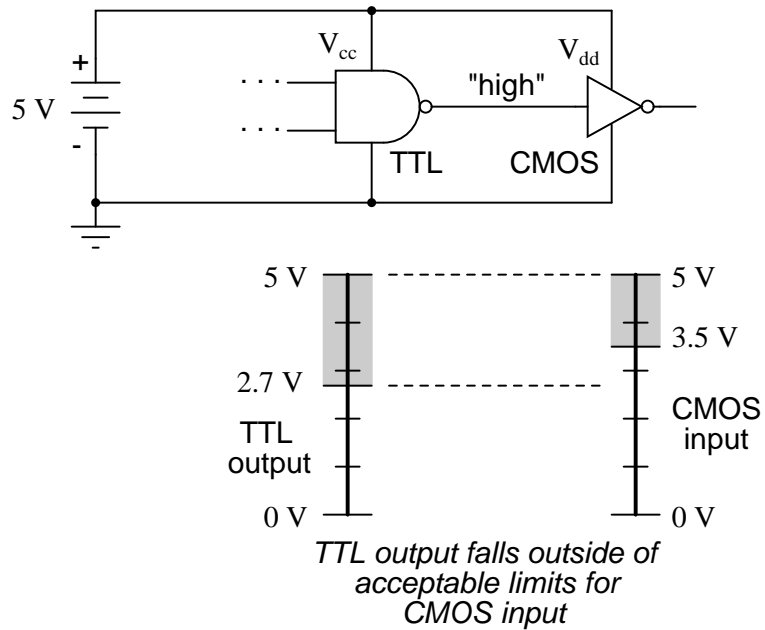 Vcc
Vdd
+
5 V
-
. . .
. . .
"high"
TTL
CMOS
5 V
5 V
3.5 V
2.7 V
TTL
output
CMOS
input
0 V
0 V
TTL output falls outside of
acceptable limits for
CMOS input